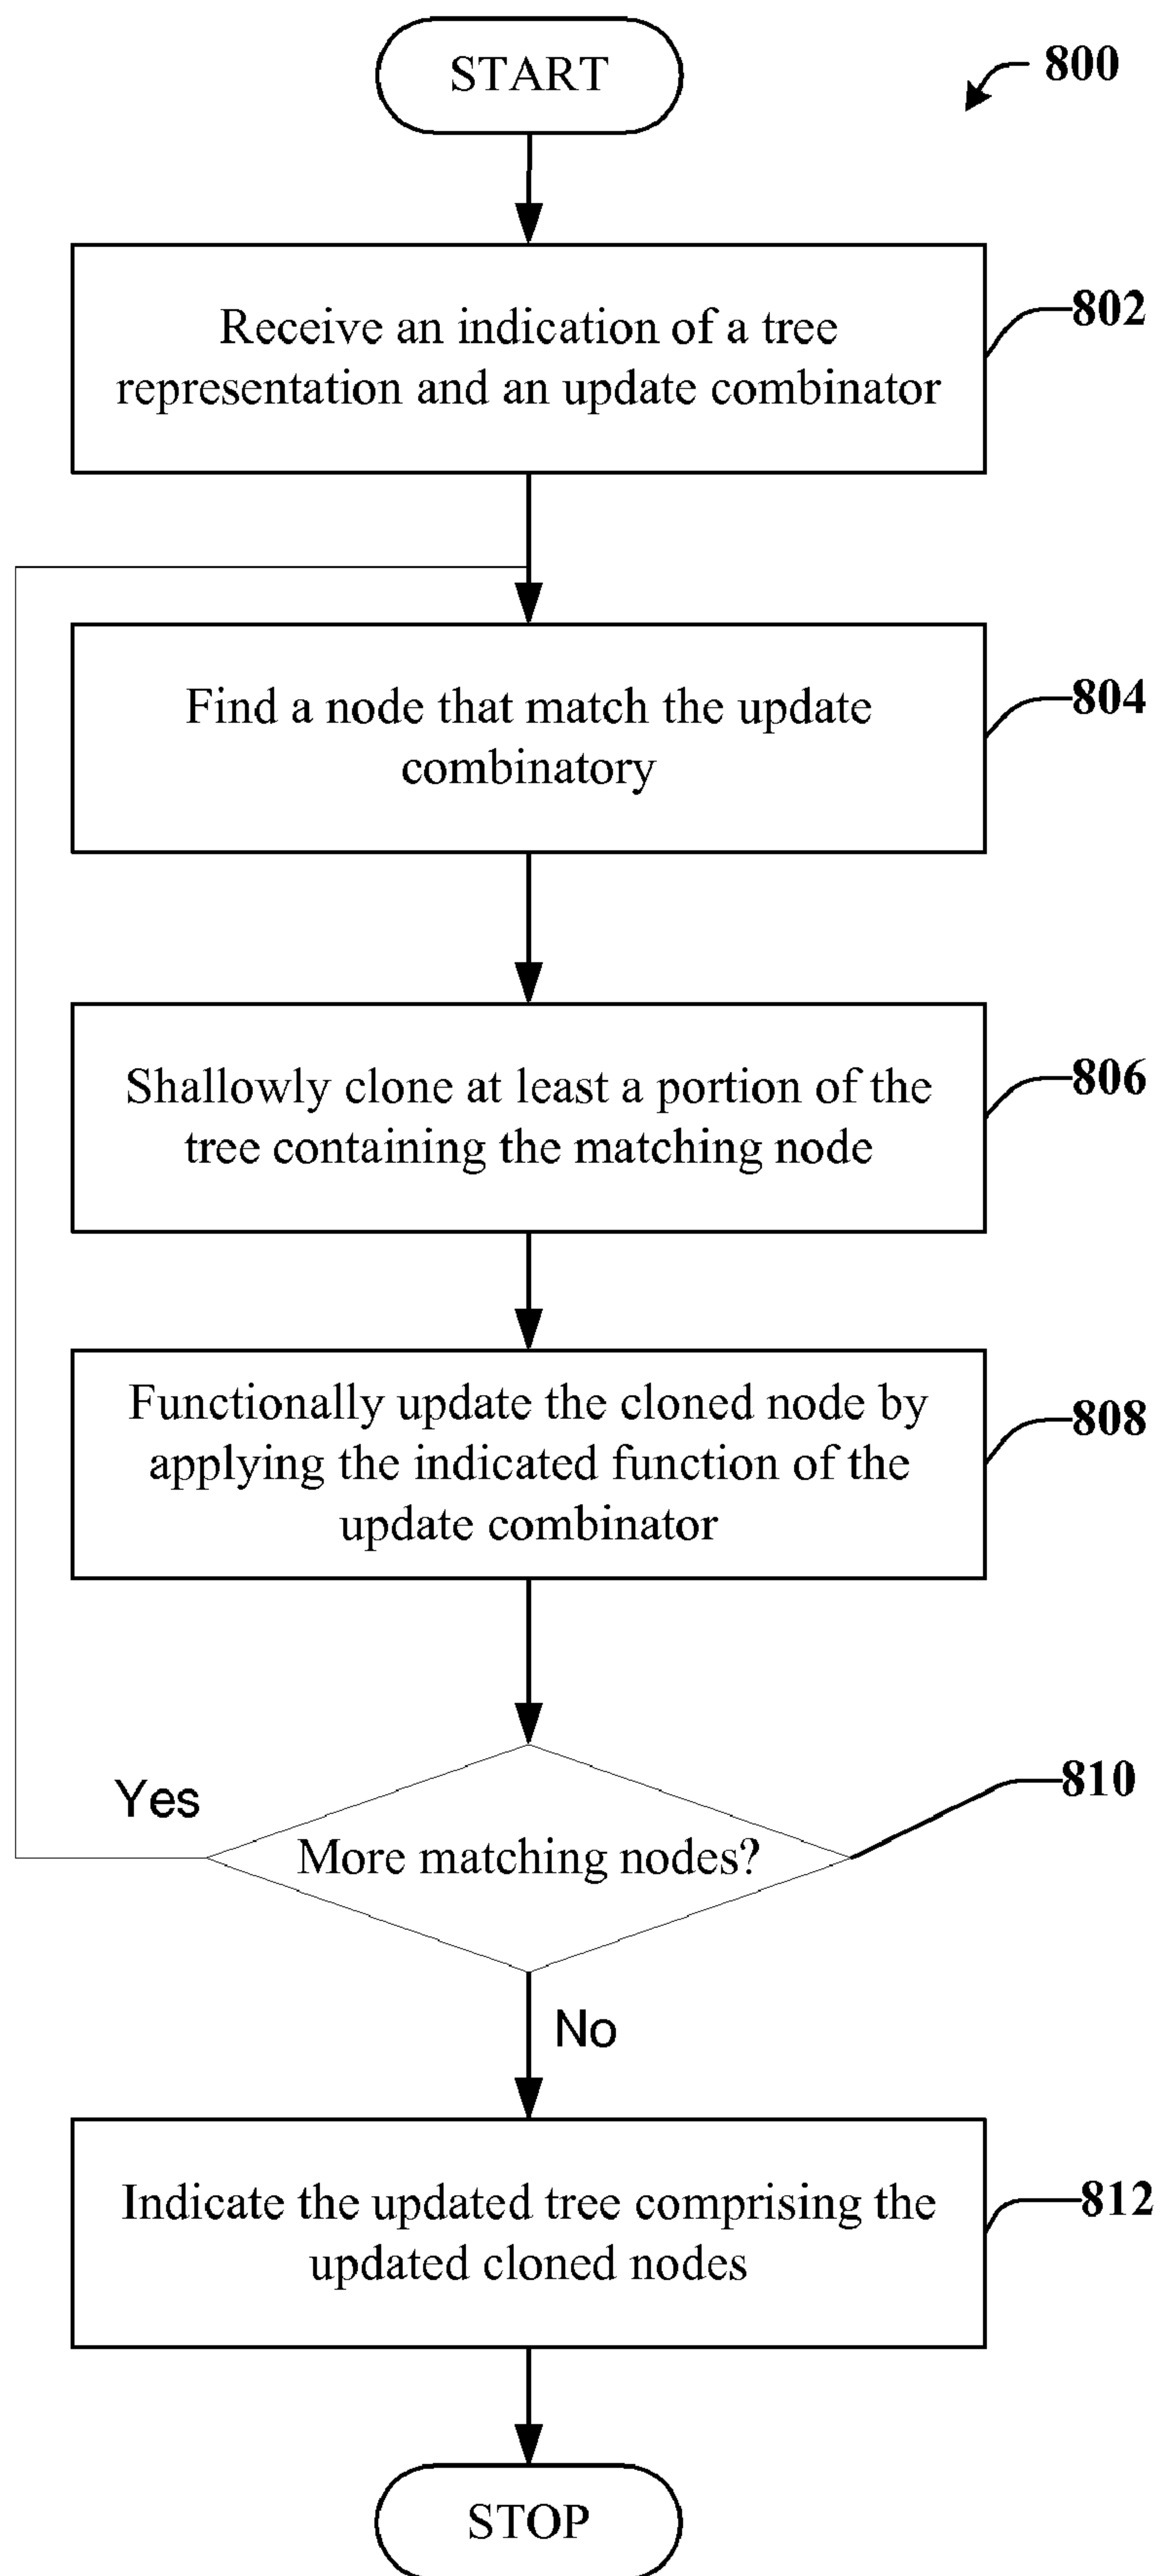 START
800
Receive an indication of a tree
representation and an update combinator
802
Find a node that match the update
combinatory
804
Shallowly clone at least a portion of the
tree containing the matching node
806
Functionally update the cloned node by
applying the indicated function of the
update combinator
808
More matching nodes?
810
Yes
No
Indicate the updated tree comprising the
updated cloned nodes
812
STOP